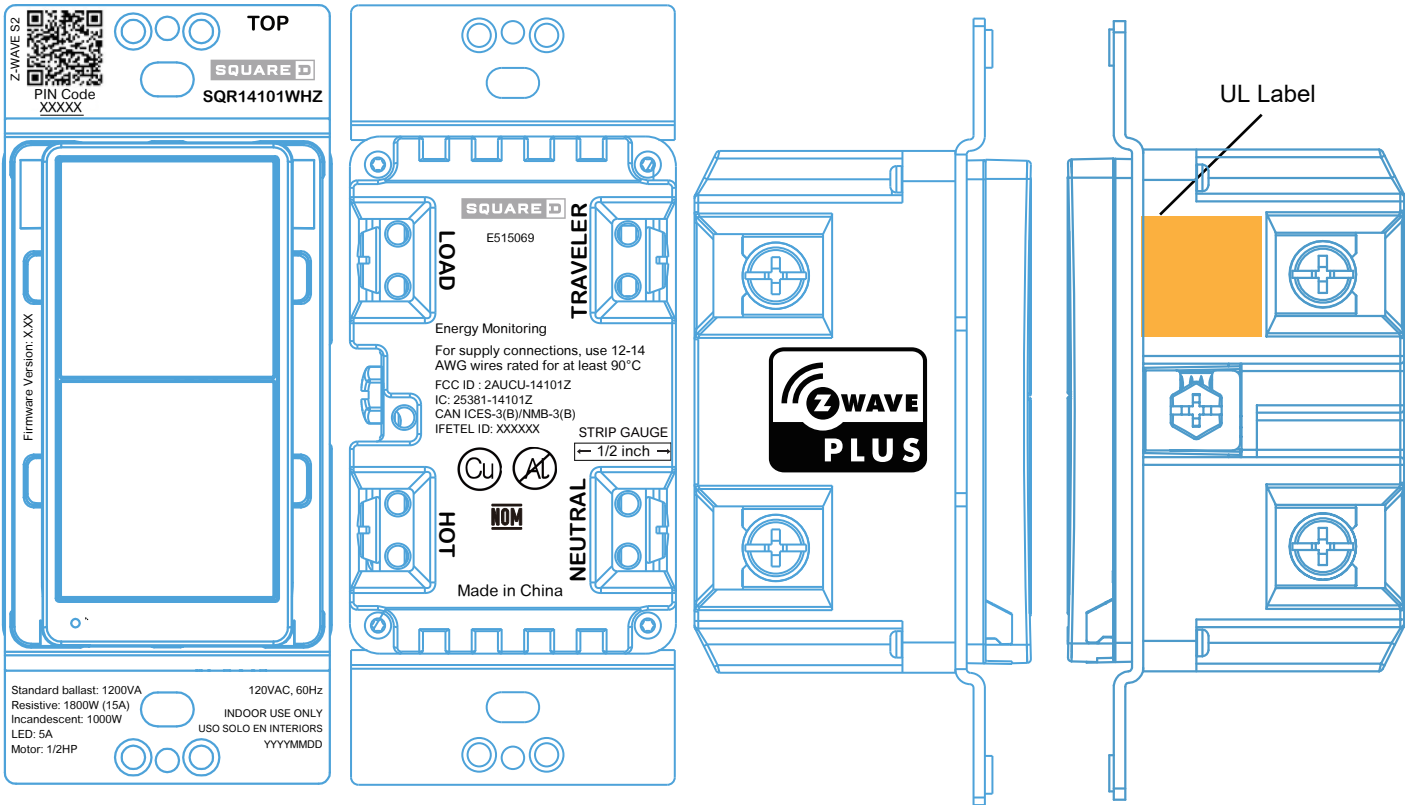 Z-WAVE S2
PIN Code
XXXXX
TOP
SQUARE D
SQR14101WHZ
Firmware Version: X.XX
Standard ballast: 1200VA
Resistive: 1800W (15A)
Incandescent: 1000W
LED: 5A
Motor: 1/2HP
120VAC, 60Hz
INDOOR USE ONLY
USO SOLO EN INTERIORS
YYYYMMDD
SQUARE D
E515069
LOAD
TRAVELER
Energy Monitoring
For supply connections, use 12-14
AWG wires rated for at least 90°C
FCC ID : 2AUCU-14101Z
IC: 25381-14101Z
CAN ICES-3(B)/NMB-3(B)
IFETEL ID: XXXXXX
STRIP GAUGE
1/2 inch
Cu
Al
NOM
HOT
NEUTRAL
Made in China
Z WAVE
PLUS
UL Label